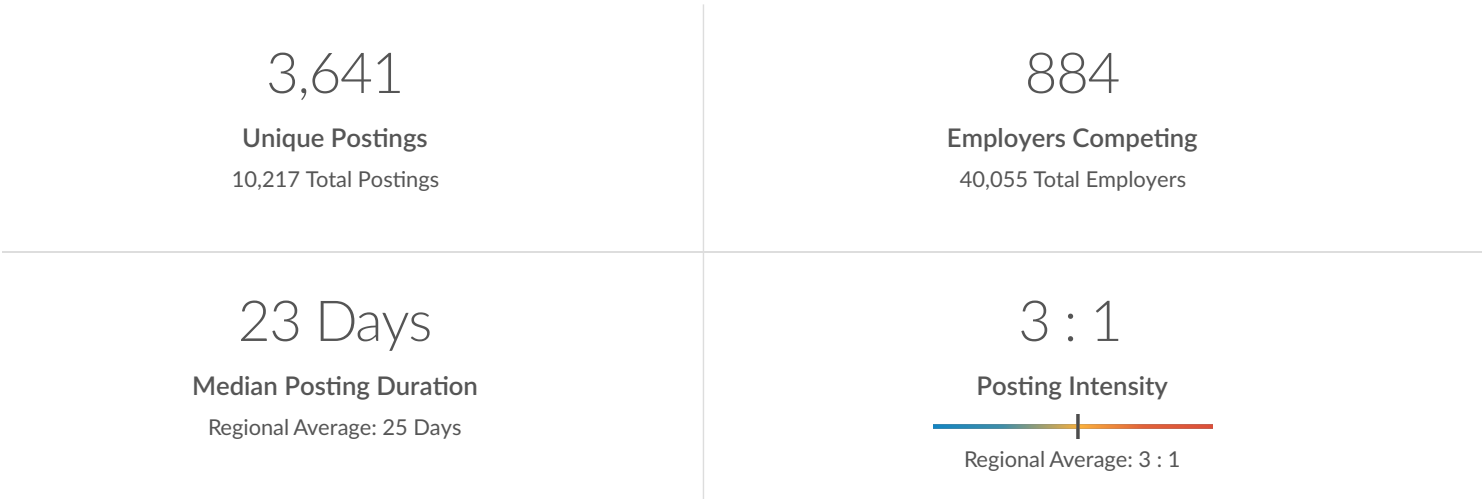 3,641
Unique Postings
10,217 Total Postings
884
Employers Competing
40,055 Total Employers
23 Days
Median Posting Duration
Regional Average: 25 Days
3 : 1
Posting Intensity
Regional Average: 3 : 1